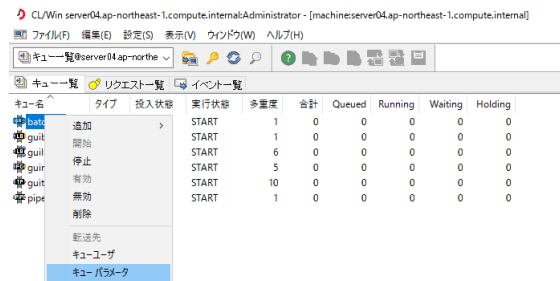 CL/Win server04.ap-northeast-1.compute.internal:Administrator - [machine:server04.ap-northeast-1.compute.internal]
ファイル(F) 編集(E) 設定(S) 表示(V) ウィンドウ(W) ヘルプ(H)
キュー一覧@server04.ap-northe
キュー一覧 リクエスト一覧 イベント一覧
キュー名 タイプ 投入状態 実行状態 多重度 合計 Queued Running Waiting Holding
batc START 1 0 0 0 0 0
guib START 1 0 0 0 0 0
guil START 6 0 0 0 0 0
guir START 5 0 0 0 0 0
guit START 10 0 0 0 0 0
pipe START 1 0 0 0 0 0
追加
開始
停止
有効
無効
削除
転送先
キューユーザ
キュー パラメータ